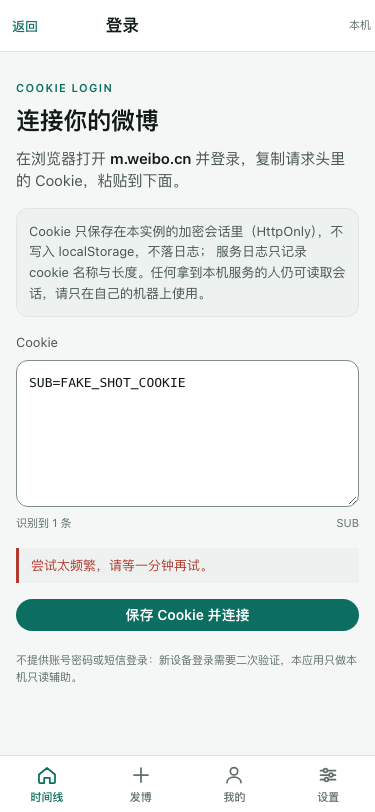 返回
登录
本机
COOKIE LOGIN
连接你的微博
在浏览器打开 m.weibo.cn 并登录，复制请求头里
的 Cookie，粘贴到下面。
Cookie 只保存在本实例的加密会话里（HttpOnly），不
写入 localStorage，不落日志； 服务日志只记录
cookie 名称与长度。任何拿到本机服务的人仍可读取会
话，请只在自己的机器上使用。
Cookie
SUB=FAKE_SHOT_COOKIE
识别到 1 条
SUB
尝试太频繁，请等一分钟再试。
保存 Cookie 并连接
不提供账号密码或短信登录：新设备登录需要二次验证，本应用只做本
机只读辅助。
时间线
发博
我的
设置